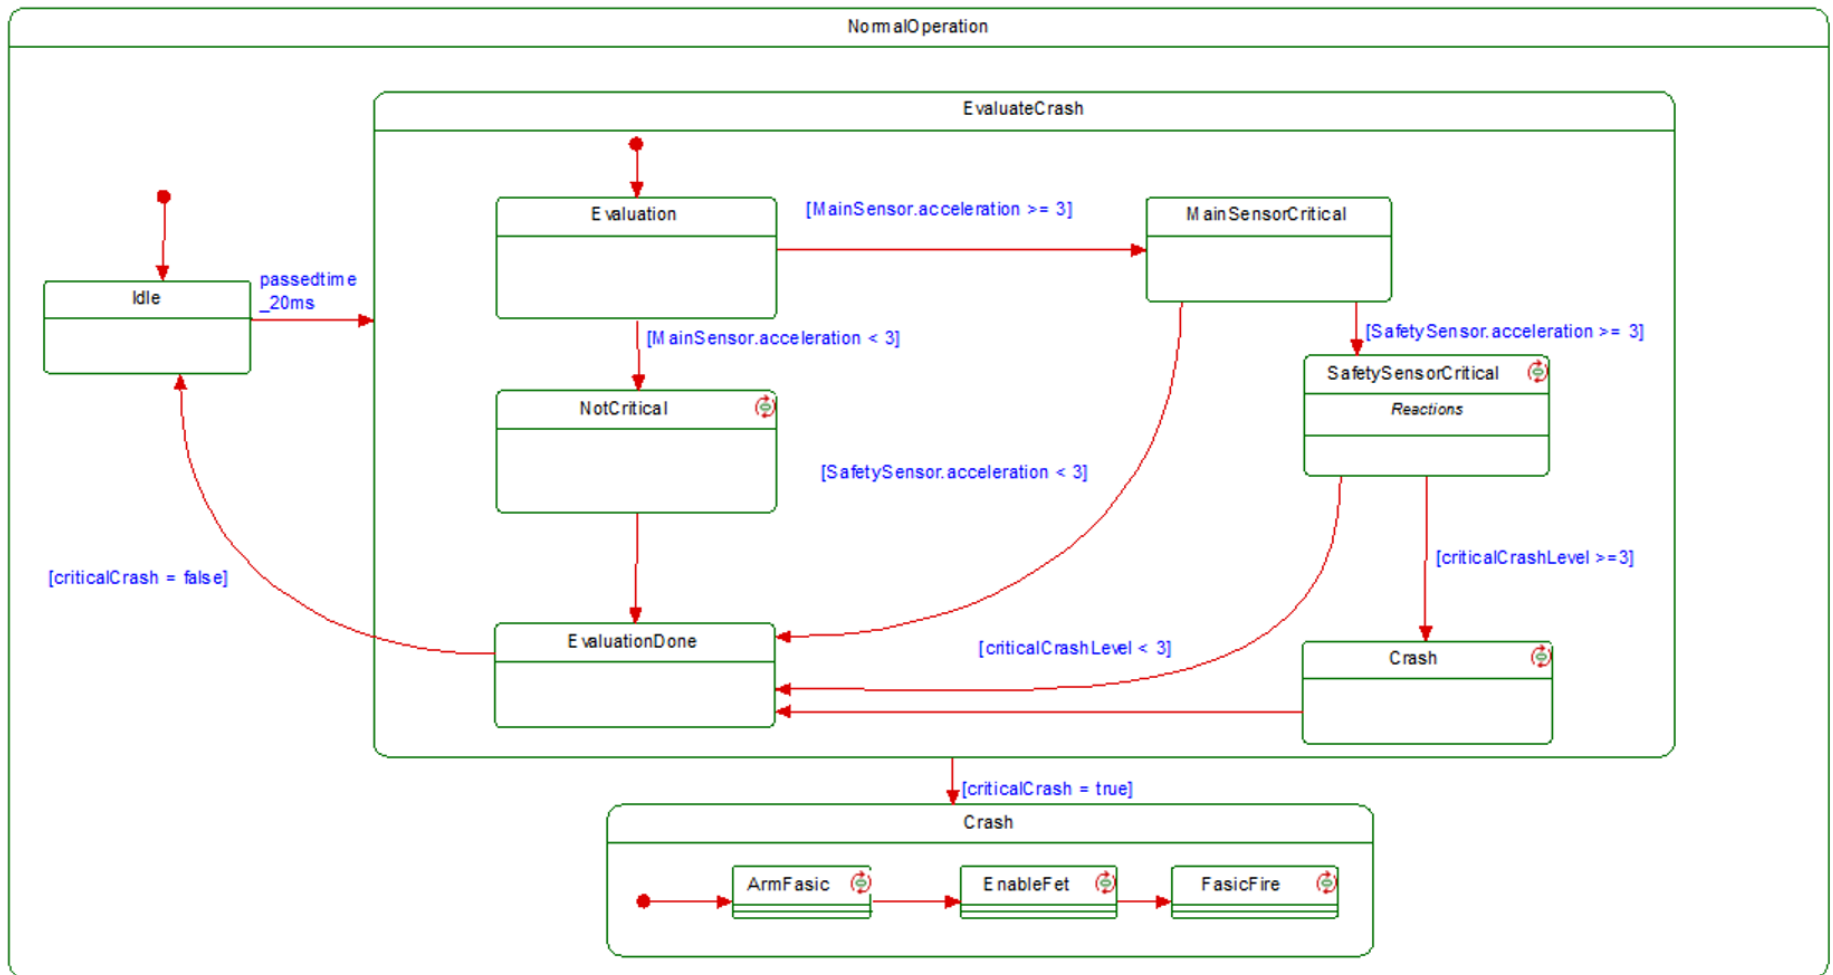 NormalOperation
EvaluateCrash
Evaluation
[MainSensor.acceleration >= 3]
MainSensorCritical
passedtime
_20ms
Idle
[MainSensor.acceleration < 3]
[SafetySensor.acceleration >= 3]
SafetySensorCritical
Reactions
NotCritical
[SafetySensor.acceleration < 3]
[criticalCrashLevel >=3]
[criticalCrash = false]
EvaluationDone
[criticalCrashLevel < 3]
Crash
[criticalCrash = true]
Crash
ArmFasic
EnableFet
FasicFire